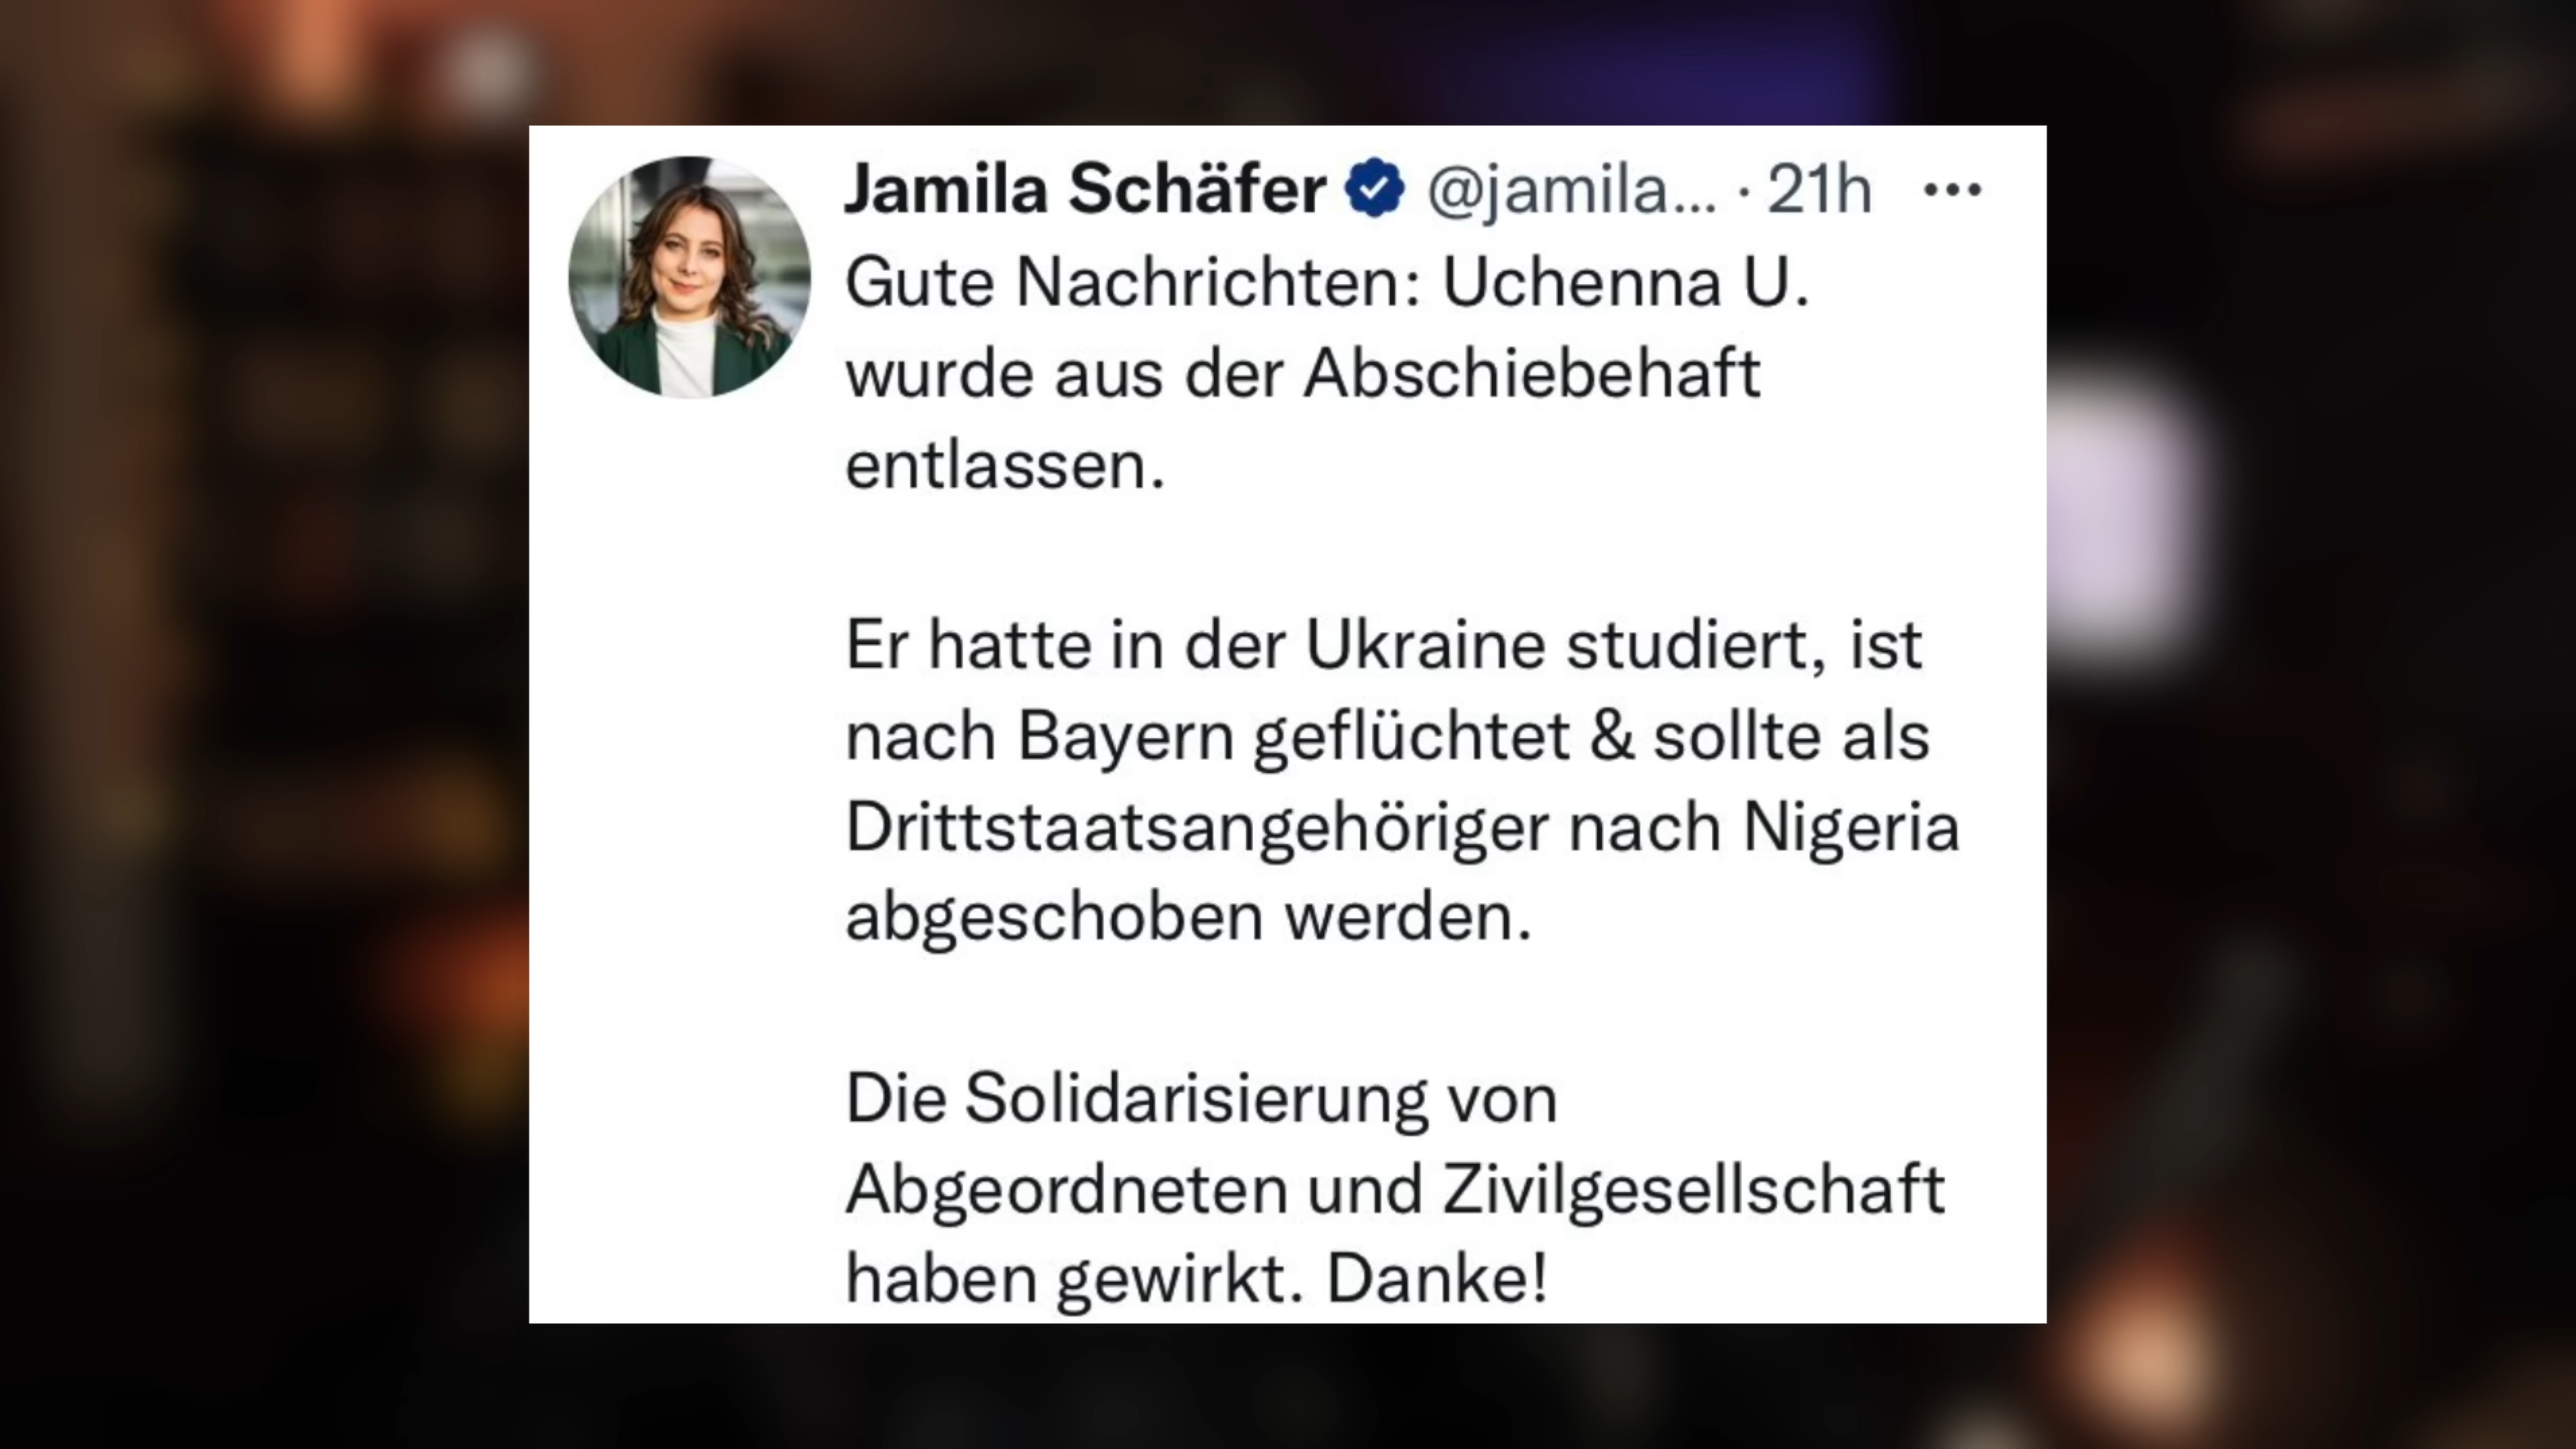 Jamila Schäfer @jamila... · 21h ...
Gute Nachrichten: Uchenna U.
wurde aus der Abschiebehaft
entlassen.
Er hatte in der Ukraine studiert, ist
nach Bayern geflüchtet & sollte als
Drittstaatsangehöriger nach Nigeria
abgeschoben werden.
Die Solidarisierung von
Abgeordneten und Zivilgesellschaft
haben gewirkt. Danke!